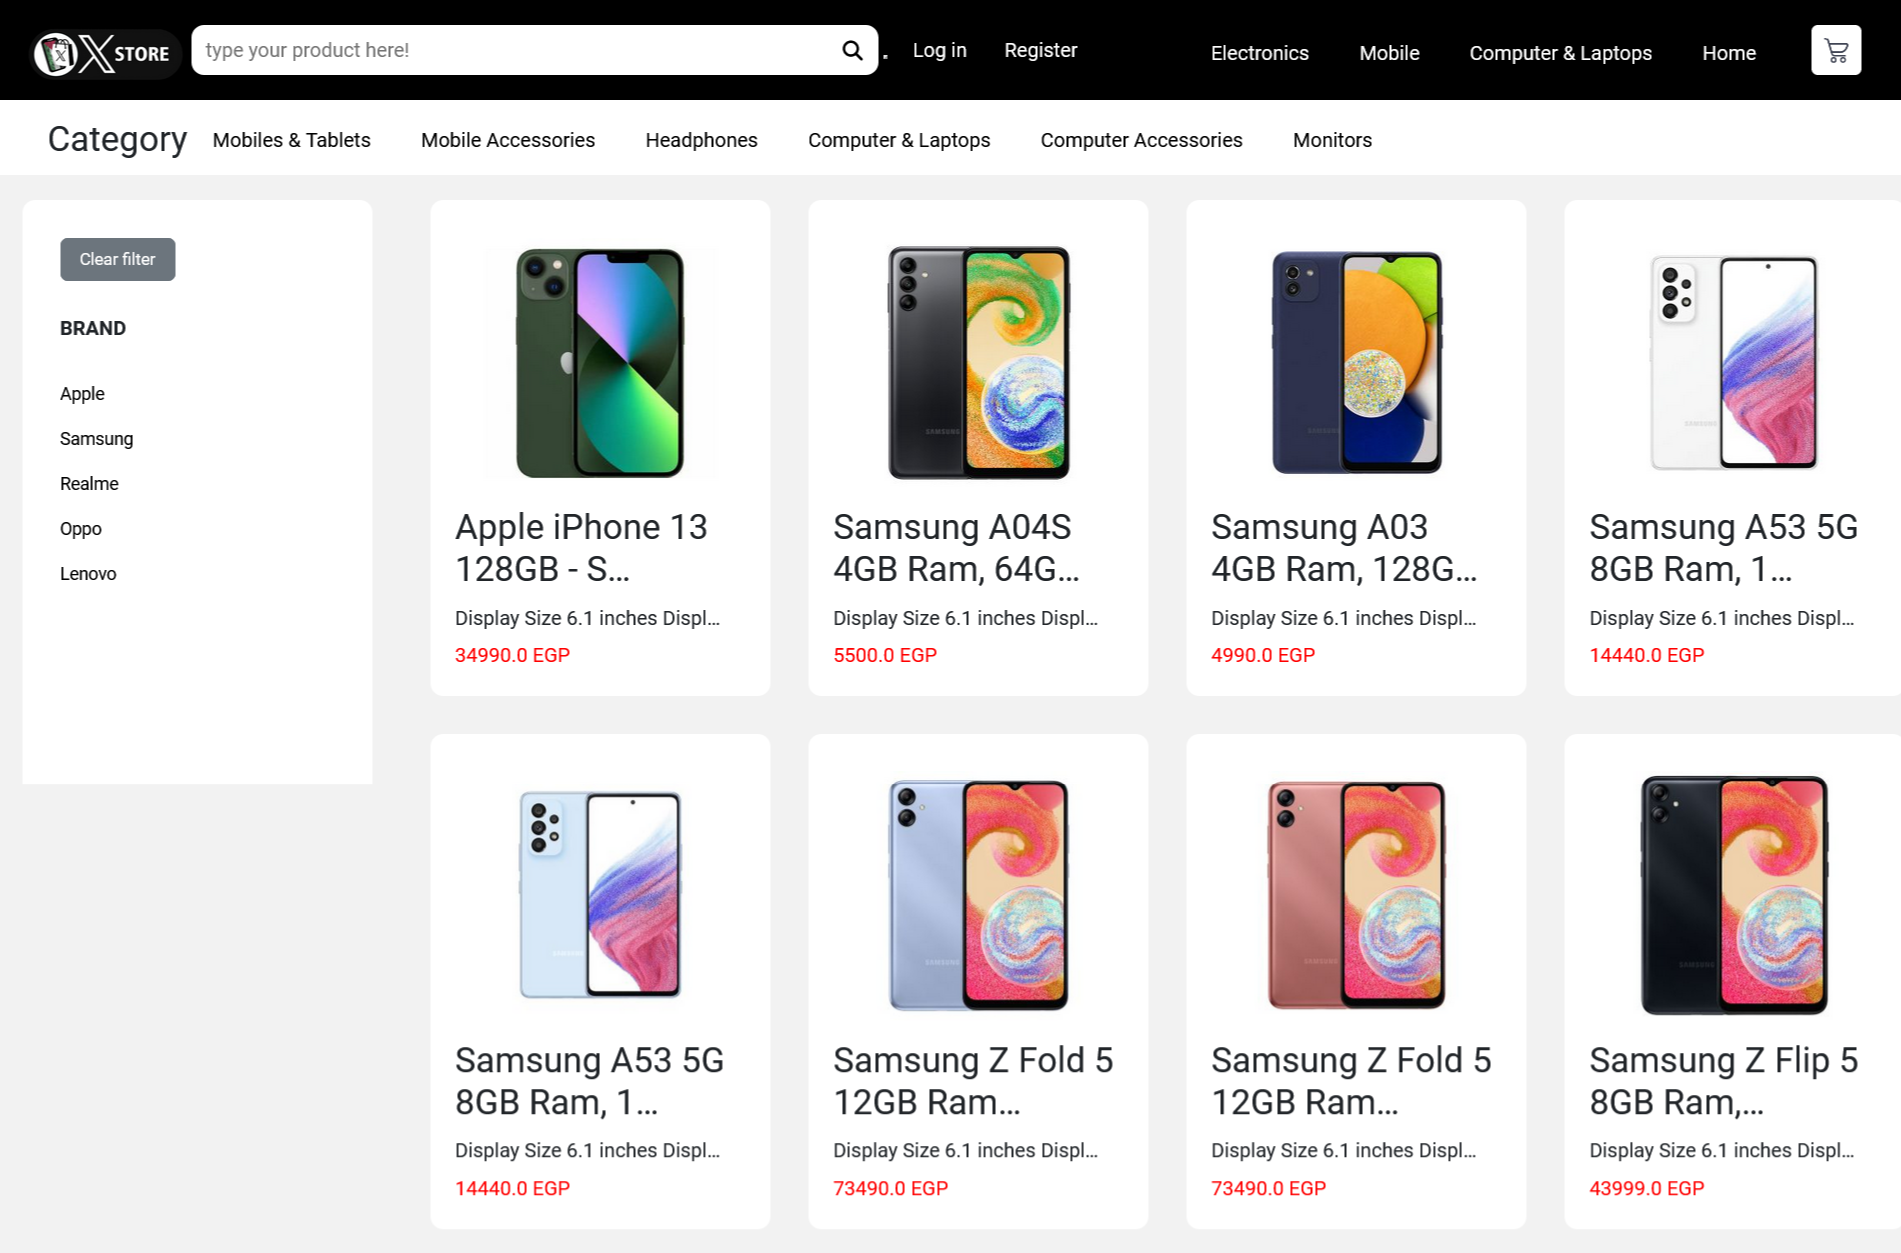 X STORE
type your product here!
.
Log in
Register
Electronics
Mobile
Computer & Laptops
Home
Category
Mobiles & Tablets
Mobile Accessories
Headphones
Computer & Laptops
Computer Accessories
Monitors
Clear filter
BRAND
Apple
Samsung
Realme
Oppo
Lenovo
SAMSUNG
SAMSUNG
SAMSUNG
Apple iPhone 13
128GB - S...
Display Size 6.1 inches Displ...
34990.0 EGP
Samsung A04S
4GB Ram, 64G...
Display Size 6.1 inches Displ...
5500.0 EGP
Samsung A03
4GB Ram, 128G...
Display Size 6.1 inches Displ...
4990.0 EGP
Samsung A53 5G
8GB Ram, 1...
Display Size 6.1 inches Displ...
14440.0 EGP
SAMSUNG
SAMSUNG
SAMSUNG
SAMSUNG
Samsung A53 5G
8GB Ram, 1...
Display Size 6.1 inches Displ...
14440.0 EGP
Samsung Z Fold 5
12GB Ram...
Display Size 6.1 inches Displ...
73490.0 EGP
Samsung Z Fold 5
12GB Ram...
Display Size 6.1 inches Displ...
73490.0 EGP
Samsung Z Flip 5
8GB Ram,...
Display Size 6.1 inches Displ...
43999.0 EGP